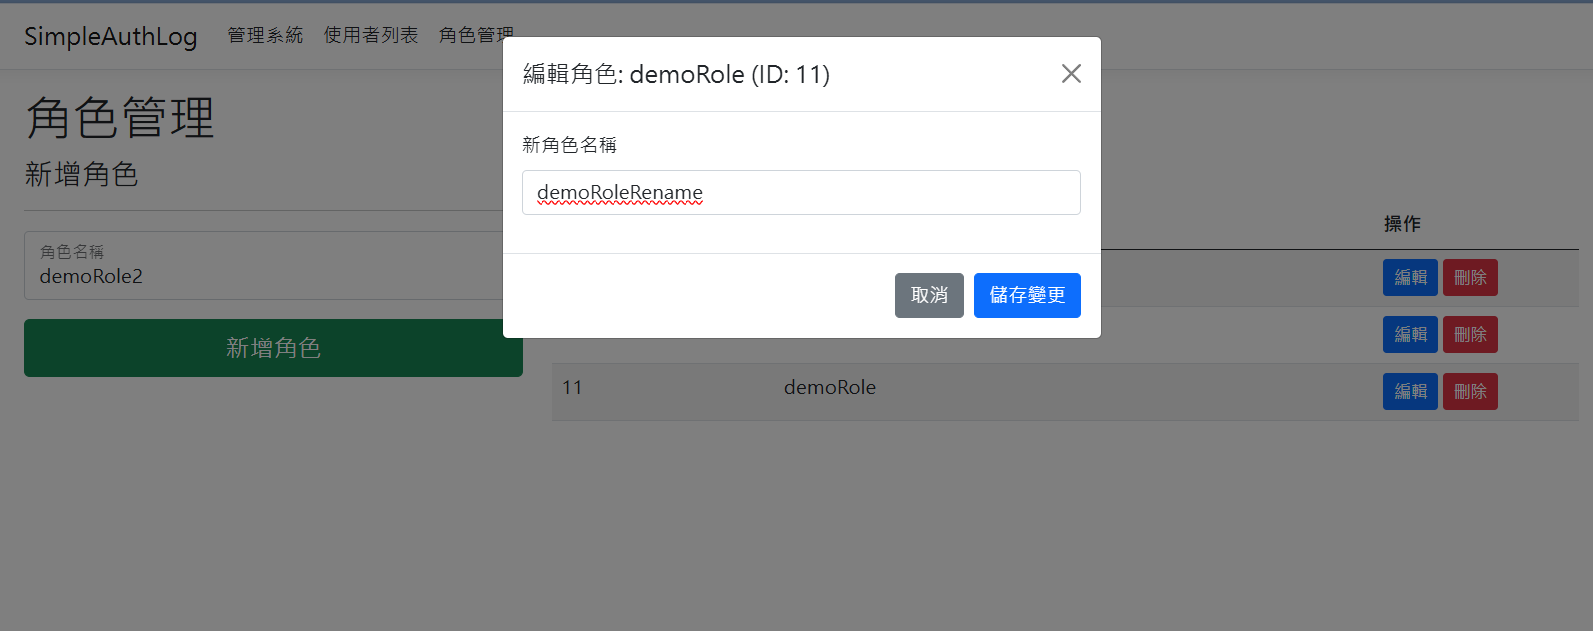 SimpleAuthLog 管理系統 使用者列表 角色管理
編輯角色: demoRole (ID: 11)
新角色名稱
demoRoleRename
取消 儲存變更
角色管理
新增角色
角色名稱
demoRole2
新增角色
操作
編輯 刪除
編輯 刪除
11 demoRole 編輯 刪除